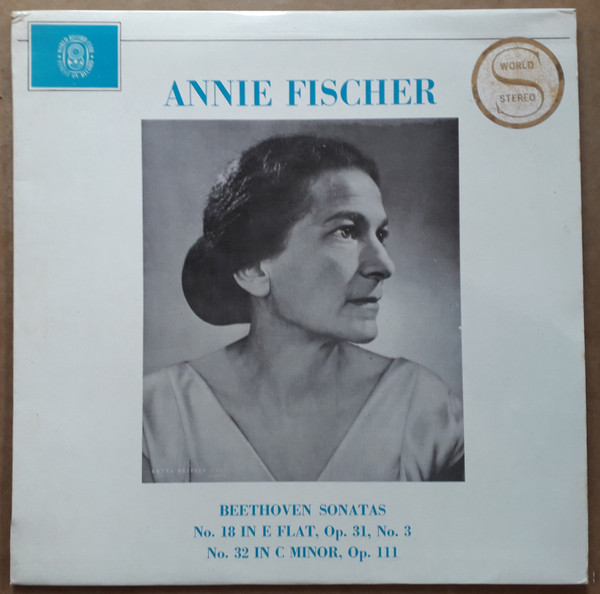 WORLD
STEREO
S
ANNIE FISCHER
BEETHOVEN SONATAS
No. 18 IN E FLAT, Op. 31, No. 3
No. 32 IN C MINOR, Op. 111